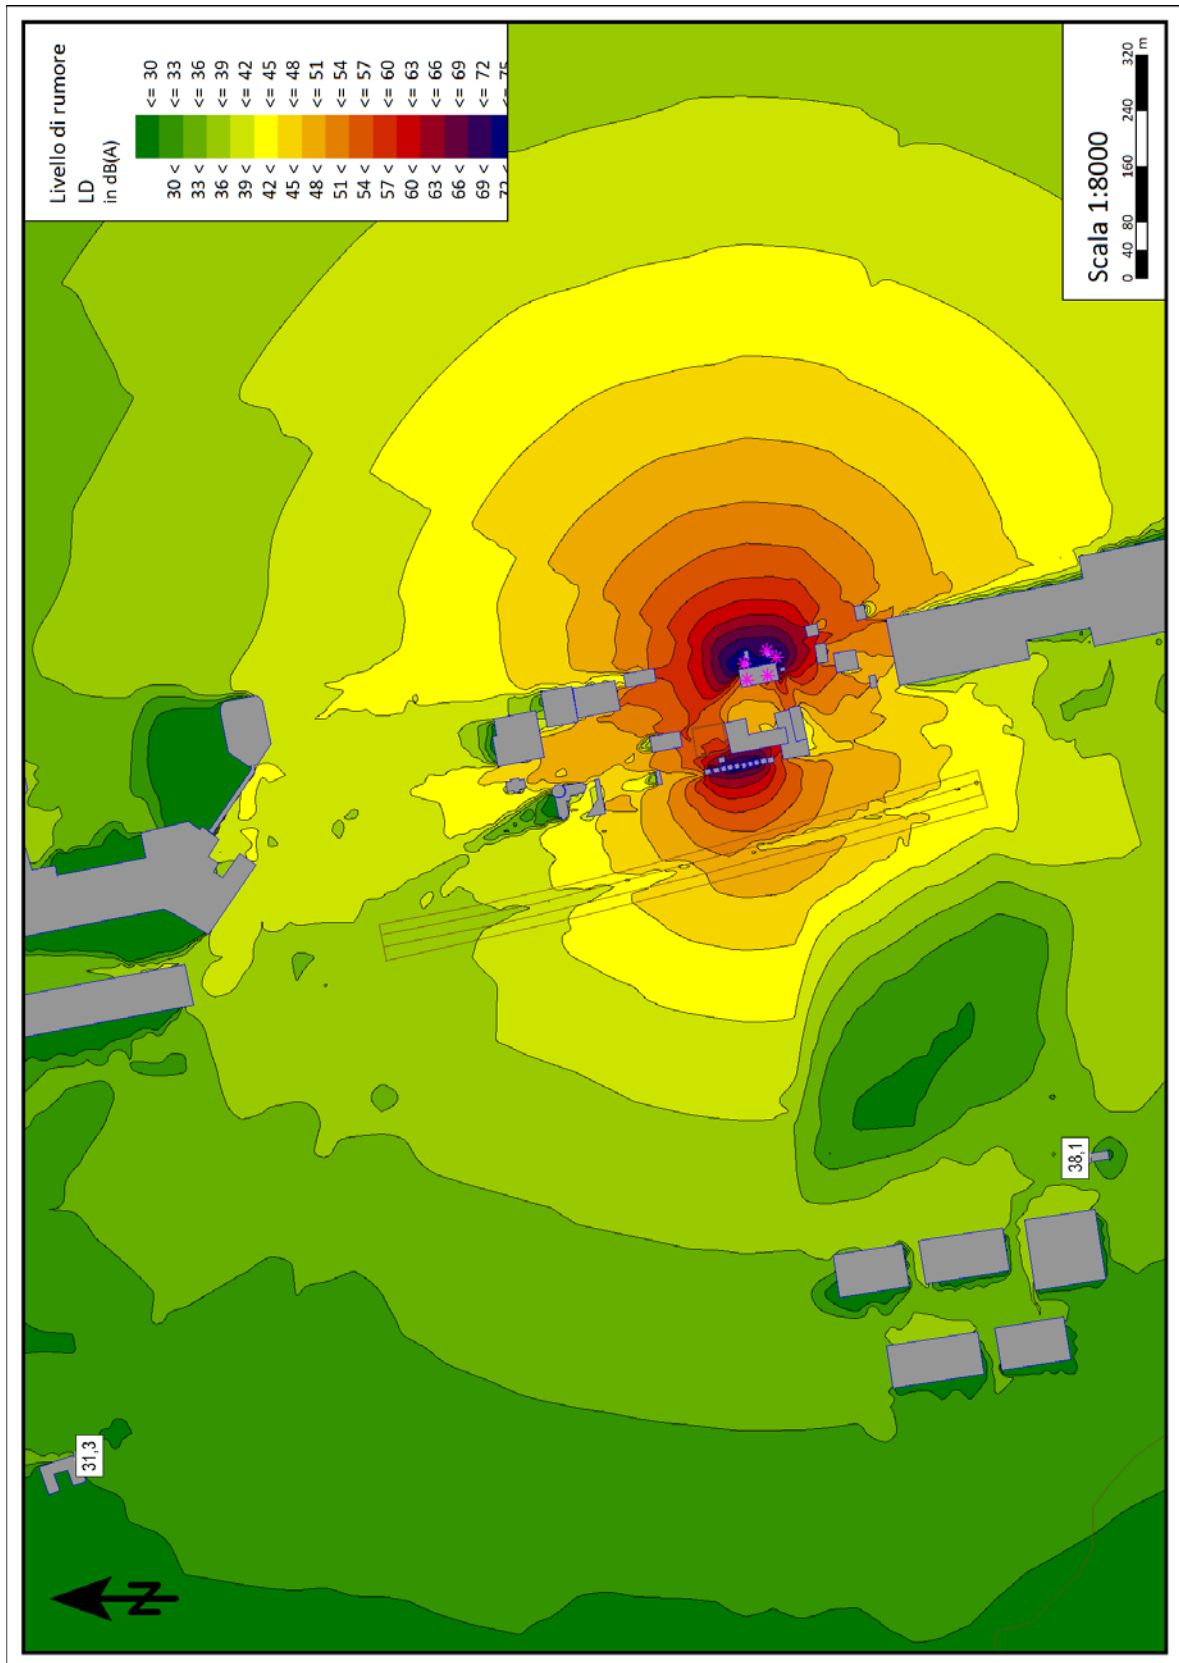 Livello di rumore
LD
in dB(A)
<= 30
30 < <= 33
33 < <= 36
36 < <= 39
39 < <= 42
42 < <= 45
45 < <= 48
48 < <= 51
51 < <= 54
54 < <= 57
57 < <= 60
60 < <= 63
63 < <= 66
66 < <= 69
69 < <= 72
72 < <= 75
N
31,3
38,1
Scala 1:8000
0 40 80 160 240 320
m